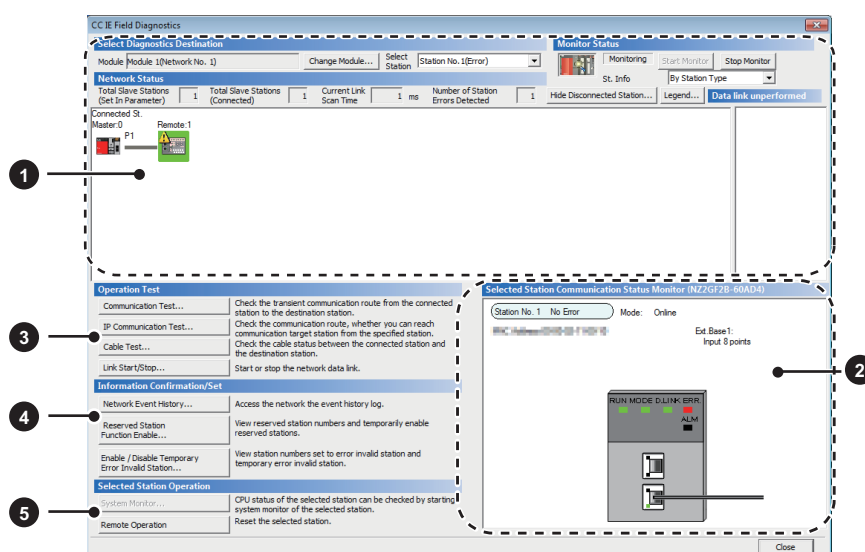 CC IE Field Diagnostics
Select Diagnostics Destination
Monitor Status
Module Module 1(Network No. 1)
Change Module...
Select Station
Station No.1(Error)
Monitoring
Start Monitor
Stop Monitor
St. Info
By Station Type
Network Status
Total Slave Stations (Set In Parameter) 1
Total Slave Stations (Connected) 1
Current Link Scan Time 1 ms
Number of Station Errors Detected 1
Hide Disconnected Station...
Legend...
Data link unperformed
Connected St.
Master:0
Remote:1
P1
1
Operation Test
Communication Test...
Check the transient communication route from the connected
station to the destination station.
IP Communication Test...
Check the communication route, whether you can reach
communication target station from the specified station.
3
Cable Test...
Check the cable status between the connected station and
the destination station.
Link Start/Stop...
Start or stop the network data link.
Information Confirmation/Set
Network Event History...
Access the network the event history log.
4
Reserved Station
Function Enable...
View reserved station numbers and temporarily enable
reserved stations.
Enable / Disable Temporary
Error Invalid Station...
View station numbers set to error invalid station and
temporary error invalid station.
Selected Station Operation
System Monitor...
CPU status of the selected station can be checked by starting
system monitor of the selected station.
5
Remote Operation
Reset the selected station.
Selected Station Communication Status Monitor (NZ2GF2B-60AD4)
Station No. 1 No Error
Mode: Online
Ext.Base1:
Input 8 points
2
RUN MODE D.LINK ERR.
ALM
Close